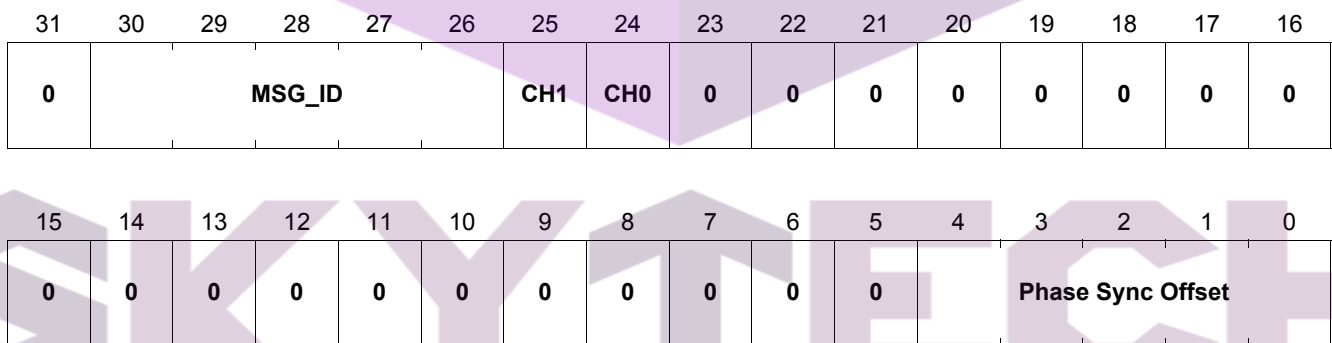 31 30 29 28 27 26 25 24 23 22 21 20 19 18 17 16
0 MSG_ID CH1 CH0 0 0 0 0 0 0 0 0
15 14 13 12 11 10 9 8 7 6 5 4 3 2 1 0
0 0 0 0 0 0 0 0 0 0 0 Phase Sync Offset
SKYTECH